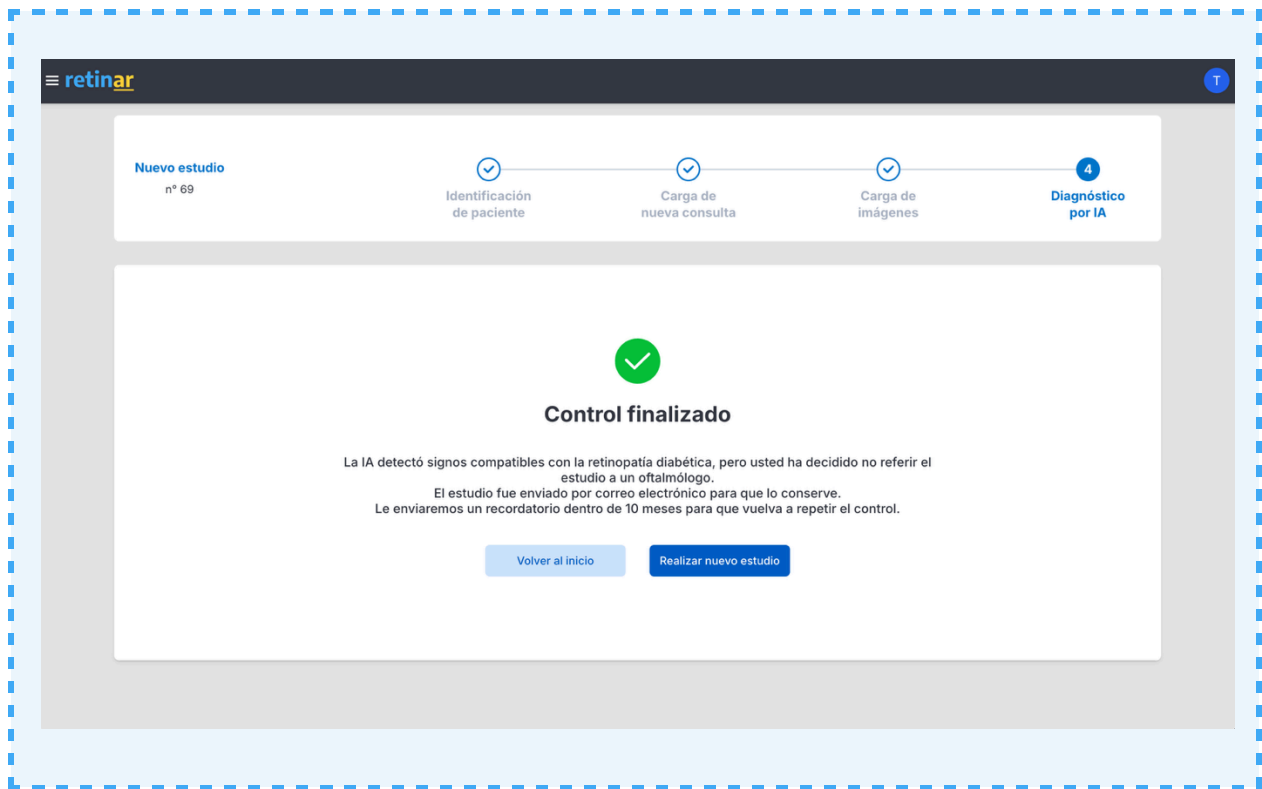 retinar
T
Nuevo estudio
n° 69
Identificación
de paciente
Carga de
nueva consulta
Carga de
imágenes
4
Diagnóstico
por IA
Control finalizado
La IA detectó signos compatibles con la retinopatía diabética, pero usted ha decidido no referir el
estudio a un oftalmólogo.
El estudio fue enviado por correo electrónico para que lo conserve.
Le enviaremos un recordatorio dentro de 10 meses para que vuelva a repetir el control.
Volver al inicio
Realizar nuevo estudio